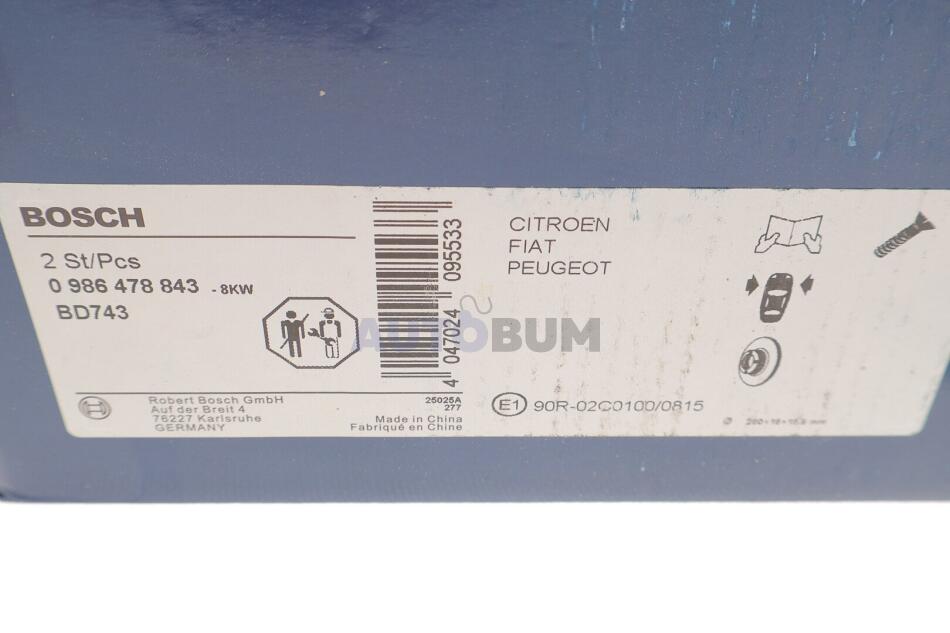 BOSCH
2 St/Pcs
0 986 478 843 - 8KW
BD743
4 047024 095533
CITROEN
FIAT
PEUGEOT
AUTOBUM
Robert Bosch GmbH
Auf der Breit 4
76227 Karlsruhe
GERMANY
25025A
277
Made in China
Fabriqué en Chine
E1 90R-02C0100/0815
2